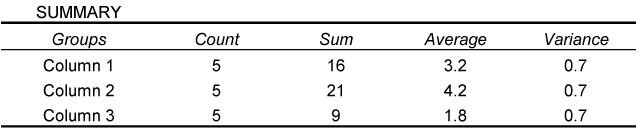 SUMMARY
Groups Count Sum Average Variance
Column 1 5 16 3.2 0.7
Column 2 5 21 4.2 0.7
Column 3 5 9 1.8 0.7